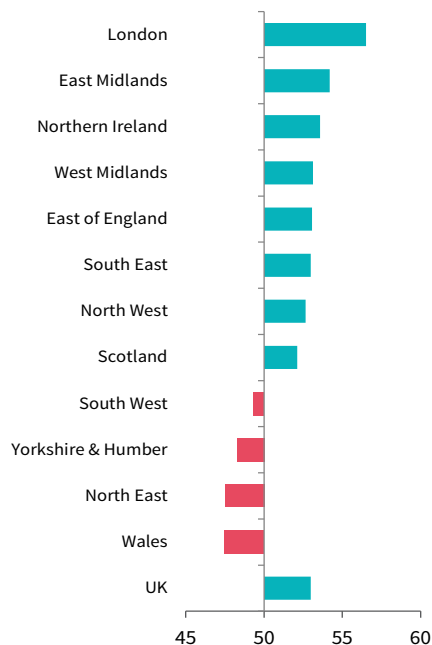 London
East Midlands
Northern Ireland
West Midlands
East of England
South East
North West
Scotland
South West
Yorkshire & Humber
North East
Wales
UK
45 50 55 60